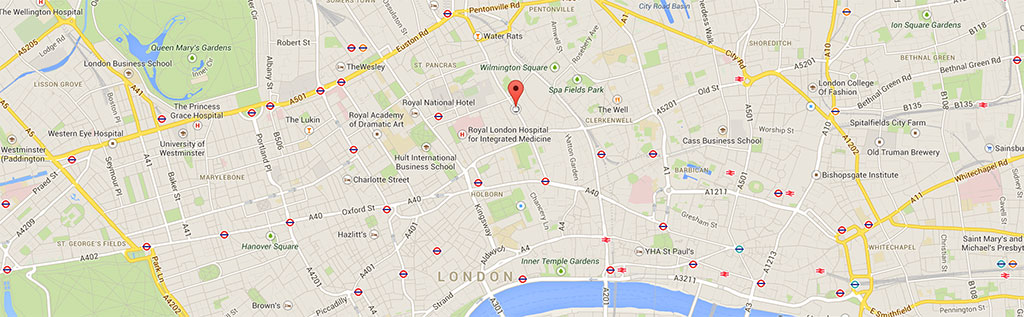 The Wellington Hospital
SOMERS TOWN
Ossulston St
Pentonville Rd
PENTONVILLE
A1
City Road Basin
Ion Square Gardens
B118
A10
A5205
Lodge Rd
Queen Mary's Gardens
Inner Cir
Robert St
Euston Rd
Water Rats
Amwell St
Rosebery Ave
SHOREDITCH
City Rd
BETHNAL GREEN
Bethnal Green Rd
London Business School
TheWesley
ST. PANCRAS
Wilmington Square
A5201
LISSON GROVE
Albany St
A501
Spa Fields Park
Old St
London College
Of Fashion
Bethnal Green Rd
Boston Pl
The Princess
Grace Hospital
Royal National Hotel
The Well
A5201
A501
B135
B135
B108
The Lukin
Royal Academy
of Dramatic Art
CLERKENWELL
Western Eye Hospital
Royal London Hospital
for Integrated Medicine
Worship St
Spitalfields City Farm
University of
Westminster
Portland Pl
Hatton Garden
Cass Business School
A1202
Old Truman Brewery
Westminster
(Paddington
Hult International
Business School
Sainsbu
Praed St
Seymour Pl
Baker St
MARYLEBONE
Charlotte Street
BARBICAN
Bishopsgate Institute
Whitechapel Rd
HOLBORN
A40
A1211
A501
A11
Sidney St
A4209
A40
Oxford St
A40
Kingsway
Chancery Ln
A4
Gresham St
Cavell St
ST GEORGE'S FIELDS
Hanover Square
Hazlitt's
A401
WHITECHAPEL
Saint Mary's and
Michael's Presbyt
A402
Park Ln
A401
Aldwych
A4
YHA St Paul's
A1213
Christian St
LONDON
Inner Temple Gardens
B108
A4202
Brown's
Piccadilly
Strand
A301
A201
A3
E Smithfield
Pennington St